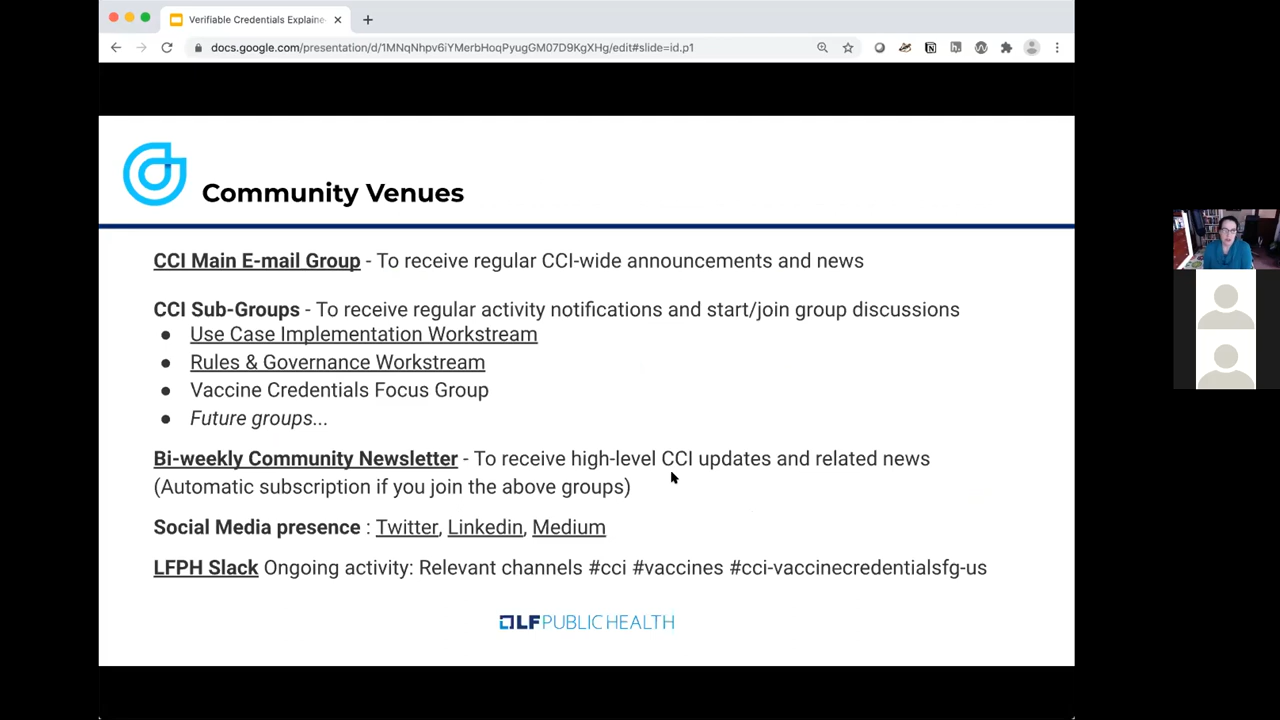 Verifiable Credentials Explaine
docs.google.com/presentation/d/1MNqNhpv6iYMerbHoqPyugGM07D9KgXHg/edit#slide=id.p1
Community Venues
CCI Main E-mail Group - To receive regular CCI-wide announcements and news
CCI Sub-Groups - To receive regular activity notifications and start/join group discussions
● Use Case Implementation Workstream
● Rules & Governance Workstream
● Vaccine Credentials Focus Group
● Future groups...
Bi-weekly Community Newsletter - To receive high-level CCI updates and related news
(Automatic subscription if you join the above groups)
Social Media presence : Twitter, Linkedin, Medium
LFPH Slack Ongoing activity: Relevant channels #cci #vaccines #cci-vaccinecredentialsfg-us
LF PUBLIC HEALTH